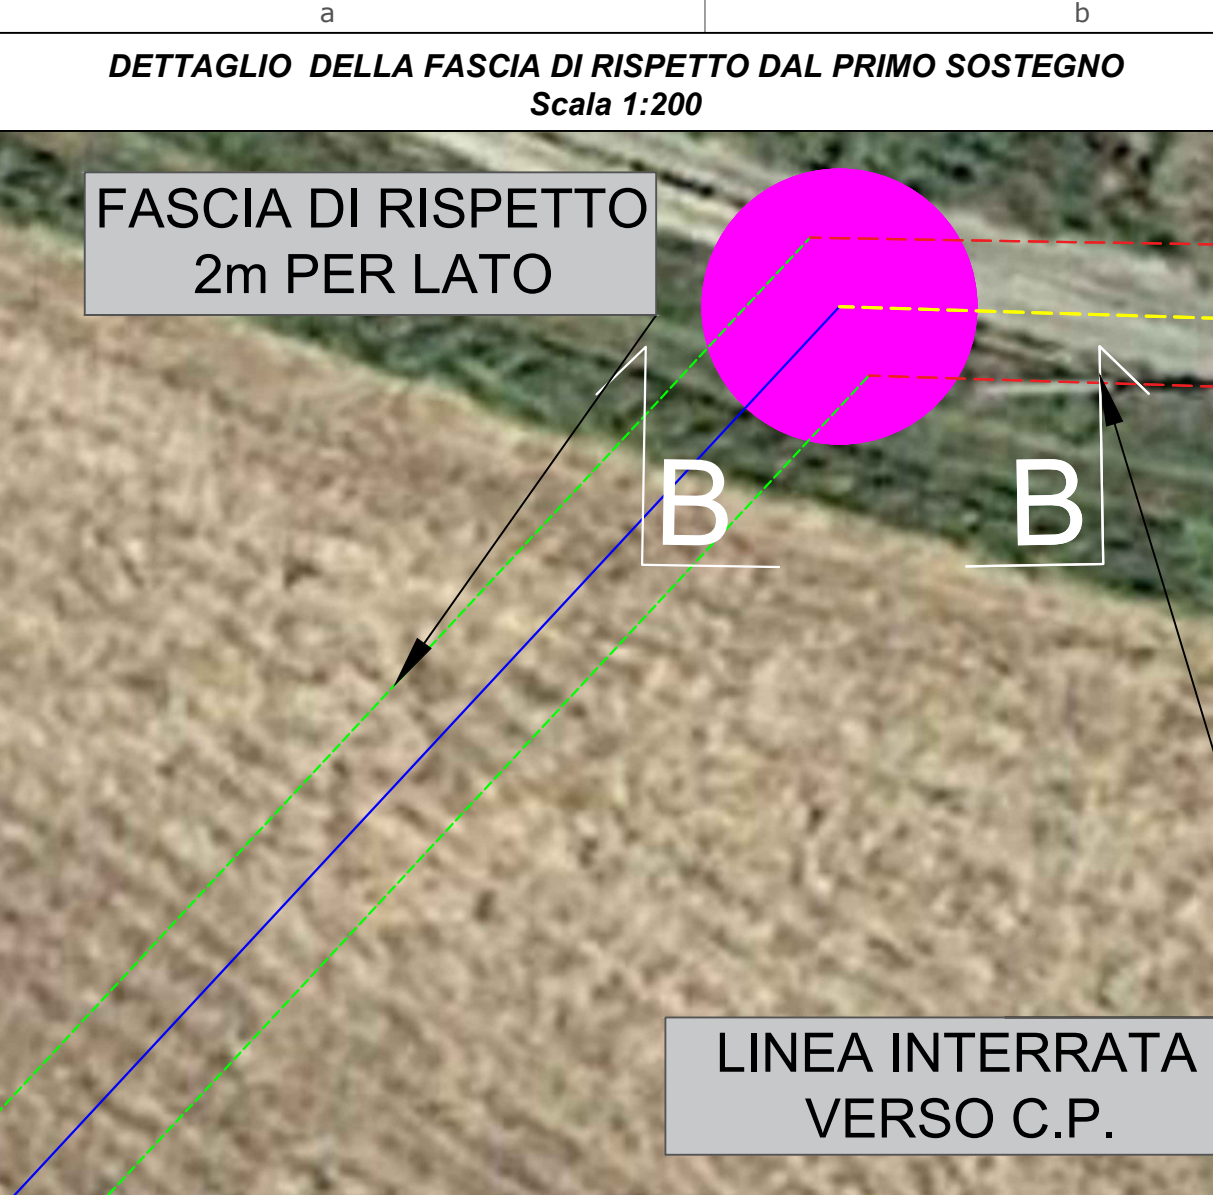 a
b
DETTAGLIO DELLA FASCIA DI RISPETTO DAL PRIMO SOSTEGNO
Scala 1:200
FASCIA DI RISPETTO
2m PER LATO
B
B
LINEA INTERRATA
VERSO C.P.